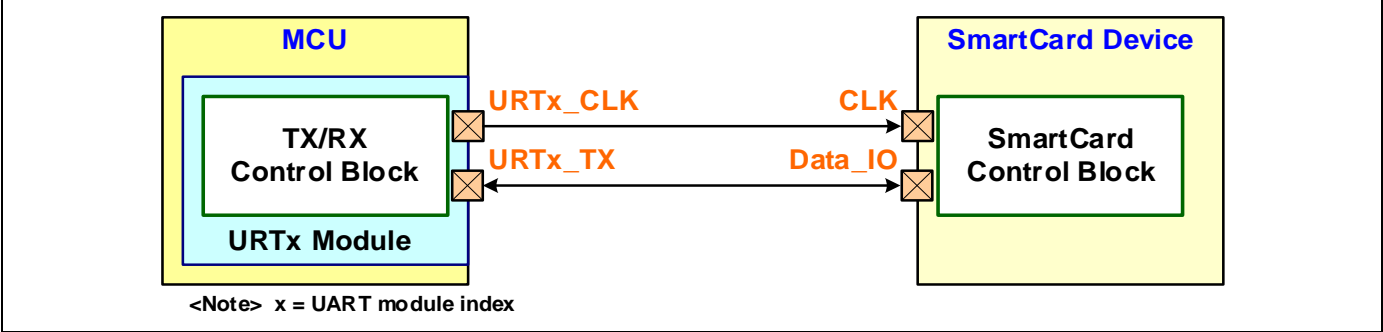 MCU
SmartCard Device
URTx_CLK
CLK
TX/RX
Control Block
SmartCard
Control Block
URTx_TX
Data_IO
URTx Module
<Note> x = UART module index